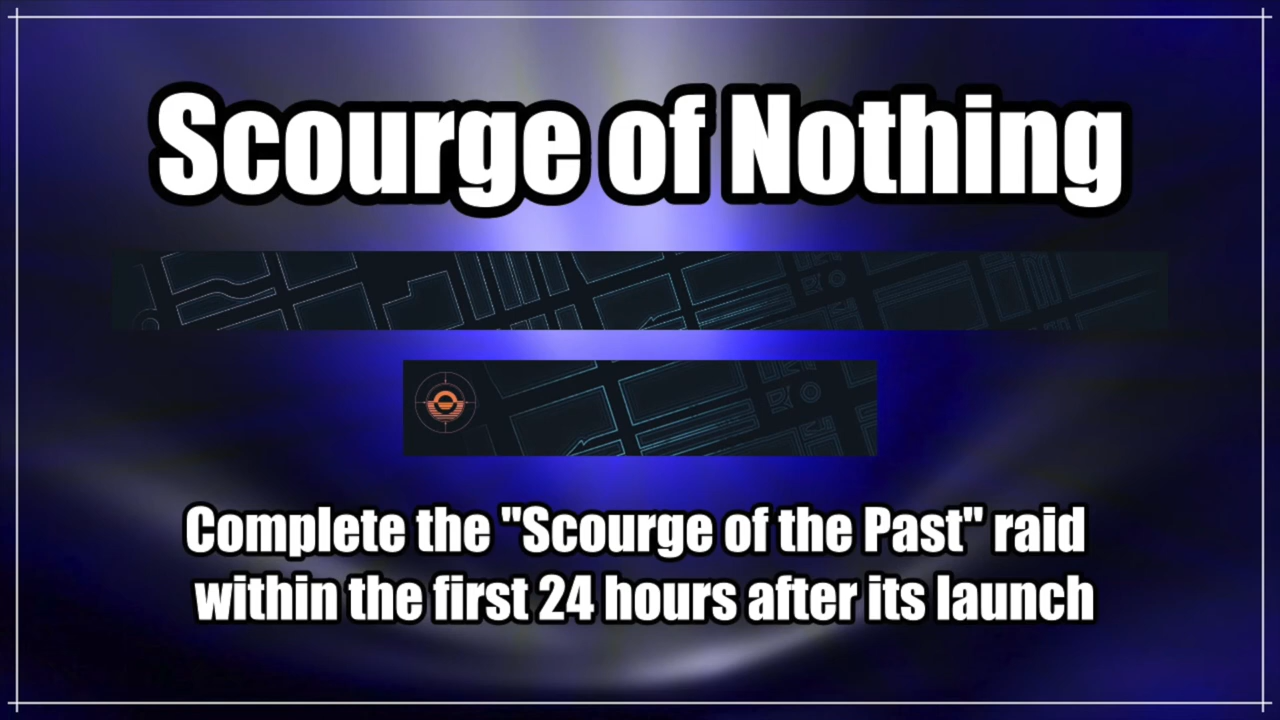 Scourge of Nothing
Complete the "Scourge of the Past" raid
within the first 24 hours after its launch